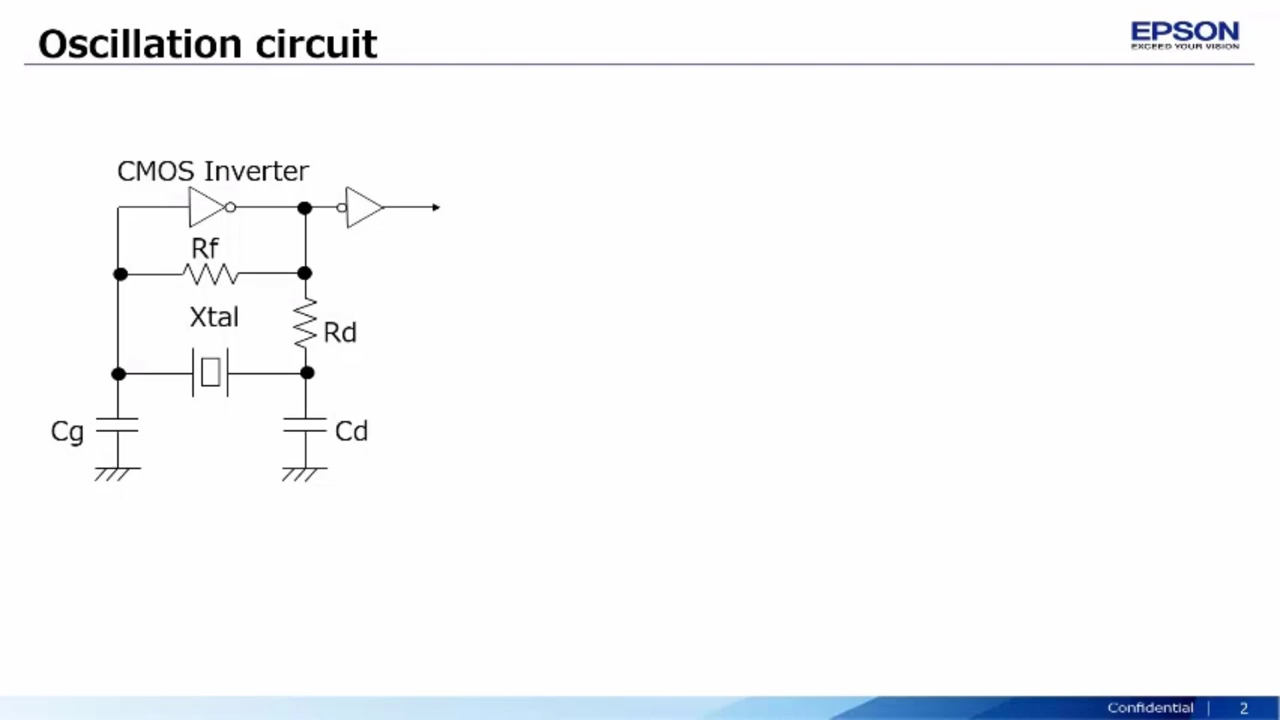 Oscillation circuit
EPSON
EXCEED YOUR VISION
CMOS Inverter
Rf
Xtal
Rd
Cg
Cd
Confidential
2